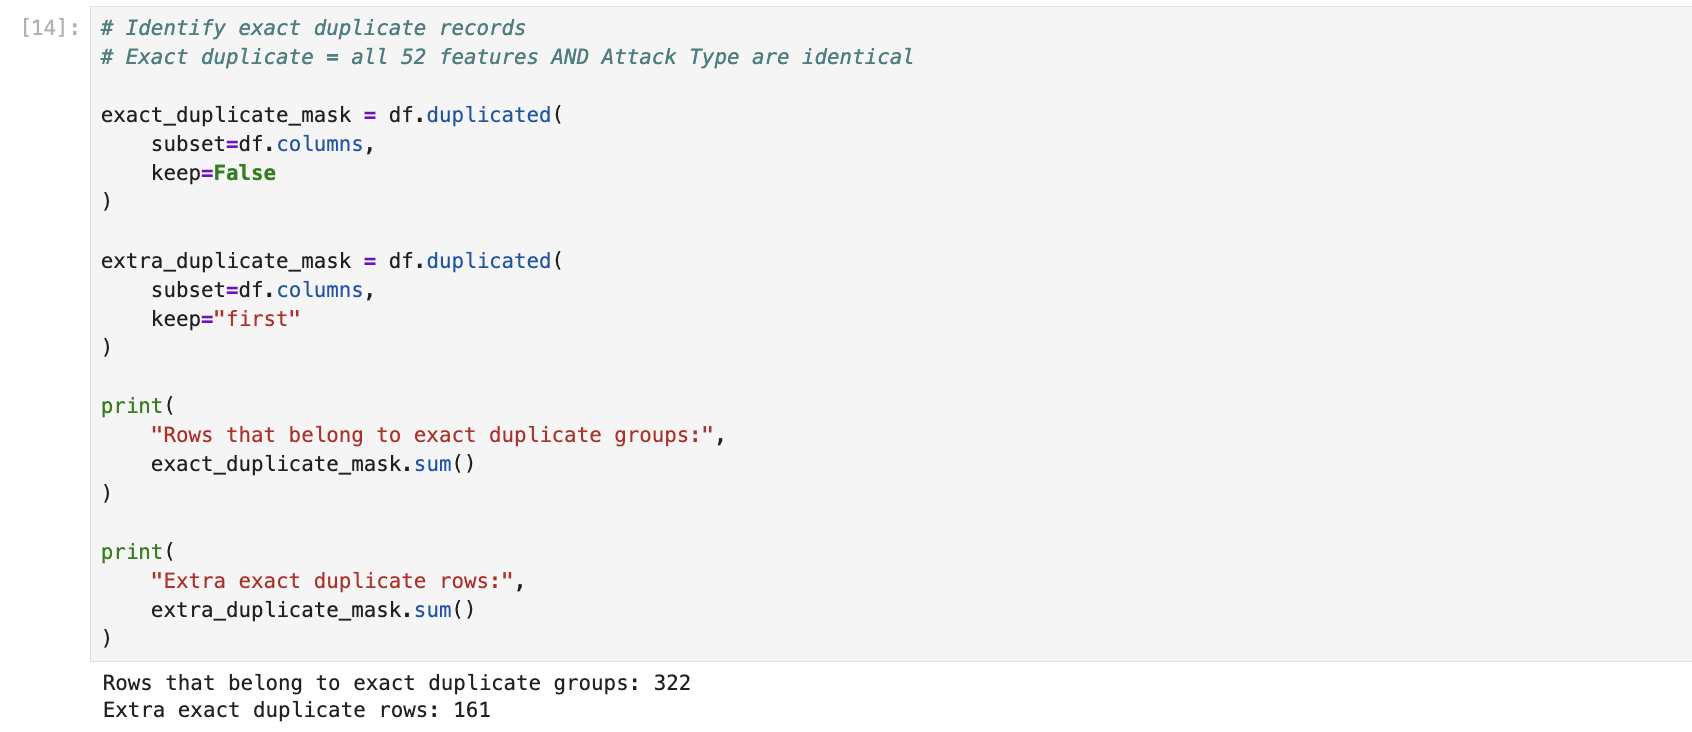 [14]:
# Identify exact duplicate records
# Exact duplicate = all 52 features AND Attack Type are identical
exact_duplicate_mask = df.duplicated(
    subset=df.columns,
    keep=False
)
extra_duplicate_mask = df.duplicated(
    subset=df.columns,
    keep="first"
)
print(
    "Rows that belong to exact duplicate groups:",
    exact_duplicate_mask.sum()
)
print(
    "Extra exact duplicate rows:",
    extra_duplicate_mask.sum()
)
Rows that belong to exact duplicate groups: 322
Extra exact duplicate rows: 161